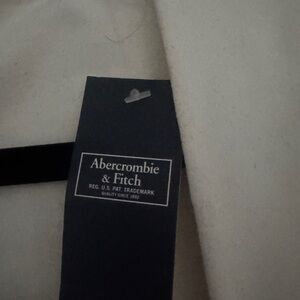 Abercrombie
& Fitch
REG. U.S. PAT. TRADEMARK
QUALITY SINCE 1892